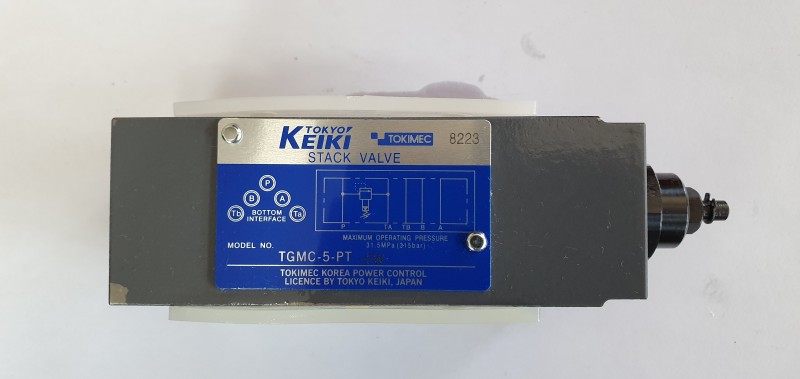 TOKYO
KEIKI TOKIMEC 8223
STACK VALVE
P
B A
Tb BOTTOM INTERFACE Ta
P TA TB B A
MAXIMUM OPERATING PRESSURE
31.5MPa (315bar)
MODEL NO. TGMC-5-PT
TOKIMEC KOREA POWER CONTROL
LICENCE BY TOKYO KEIKI, JAPAN